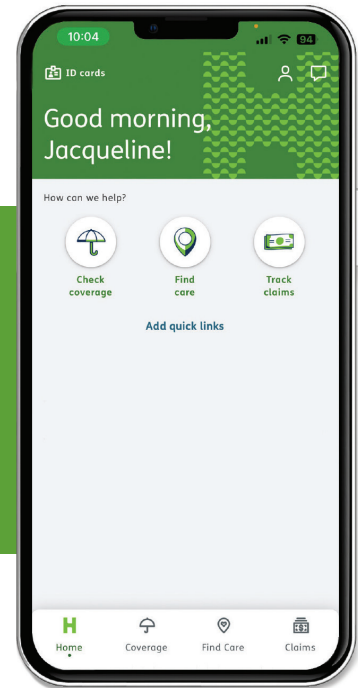 10:04
94
ID cards
Good morning,
Jacqueline!
How can we help?
Check
coverage
Find
care
Track
claims
Add quick links
H
Home
Coverage
Find Care
Claims